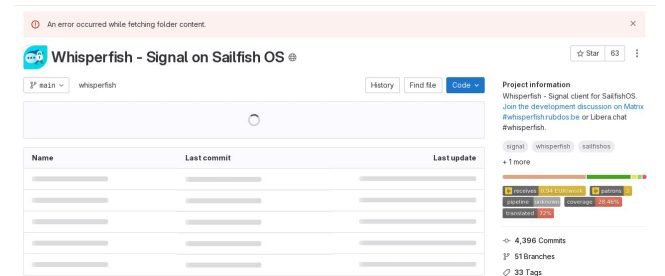 An error occurred while fetching folder content.
Whisperfish - Signal on Sailfish OS
Star 63
main whisperfish
History Find file Code
Name Last commit Last update
Project information
Whisperfish - Signal client for SailfishOS.
Join the development discussion on Matrix
#whisperfish:rubdos.be or Libera.chat
#whisperfish.
signal whisperfish sailfishos
+ 1 more
receives 0.94 EUR/week patrons 3
pipeline unknown coverage 28.46%
translated 72%
4,396 Commits
51 Branches
33 Tags